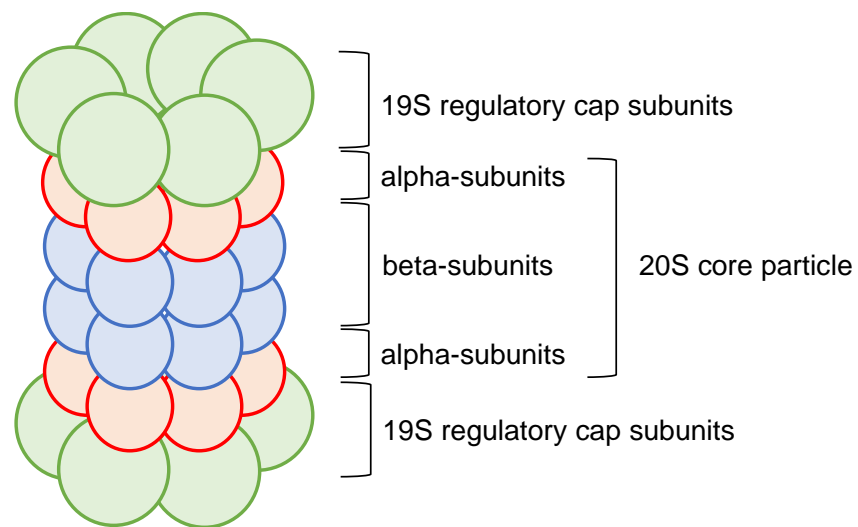 19S regulatory cap subunits
alpha-subunits
beta-subunits
20S core particle
alpha-subunits
19S regulatory cap subunits